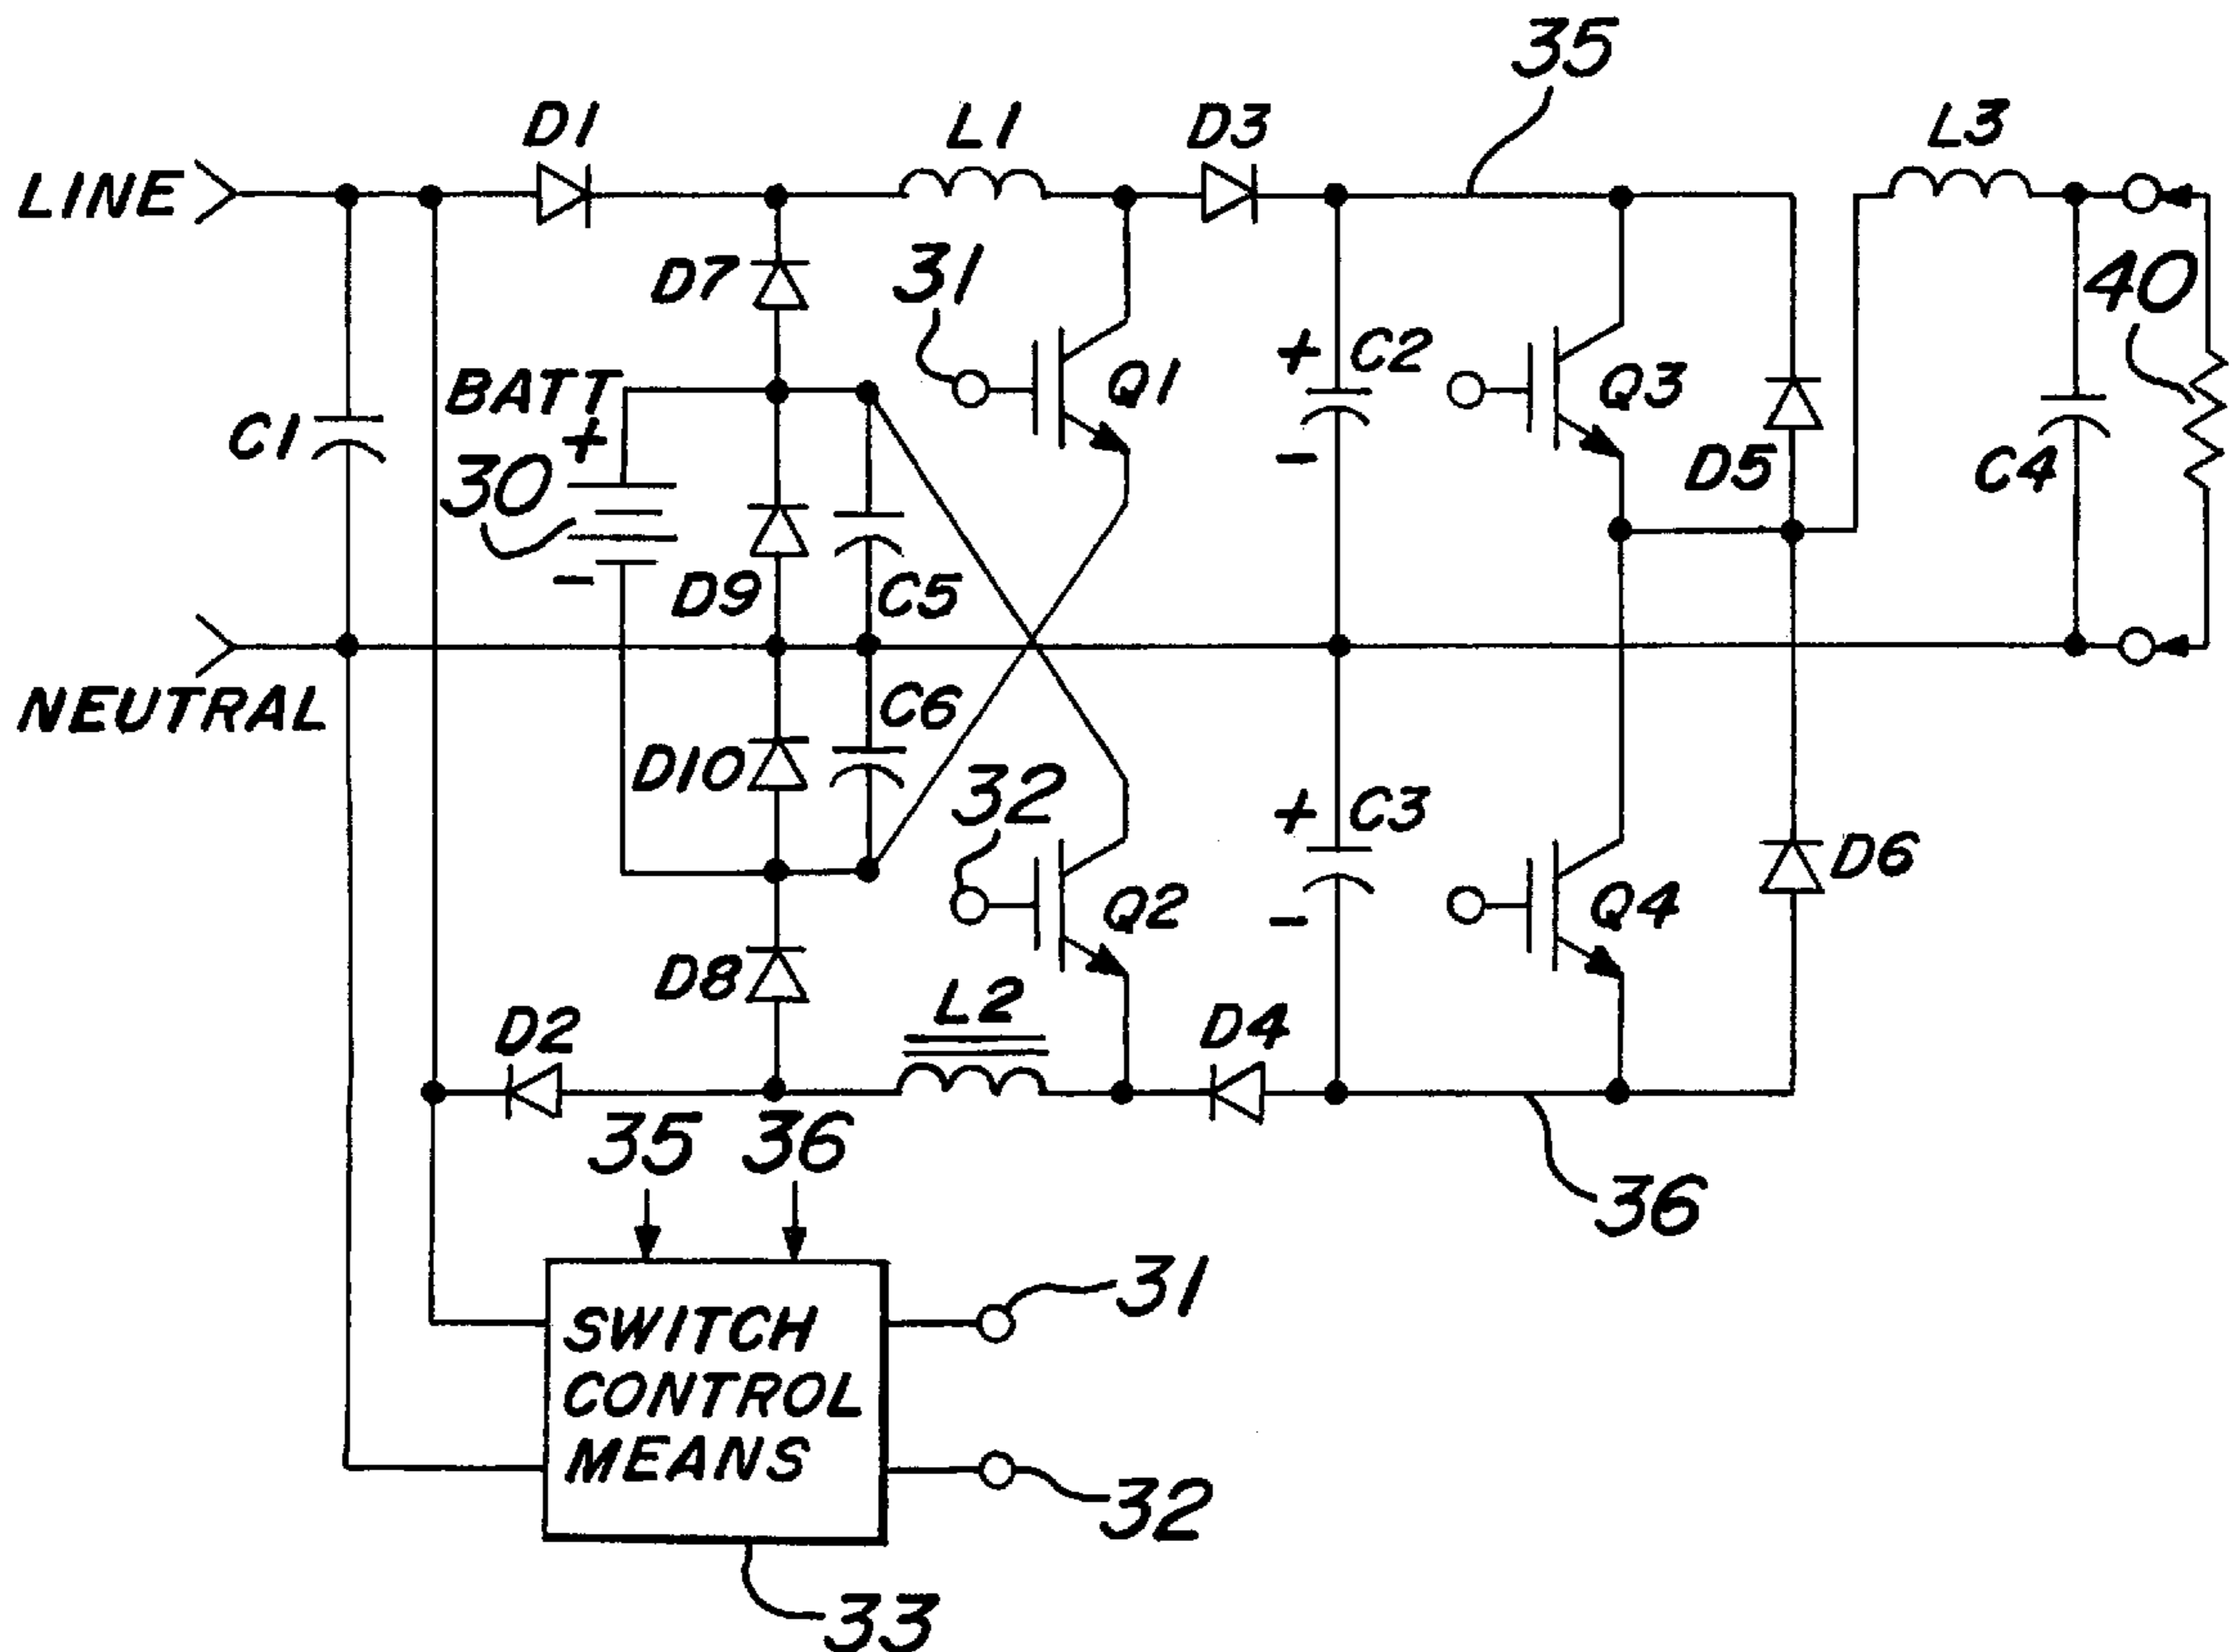 35
D1
L1
D3
L3
LINE
D7
31
40
BATT
+
Q1
+
C2
Q3
C1
30
-
D5
C4
-
D9
C5
NEUTRAL
C6
D10
32
+
C3
D6
Q2
-
Q4
D8
L2
D2
D4
35
36
36
31
SWITCH
CONTROL
MEANS
32
33